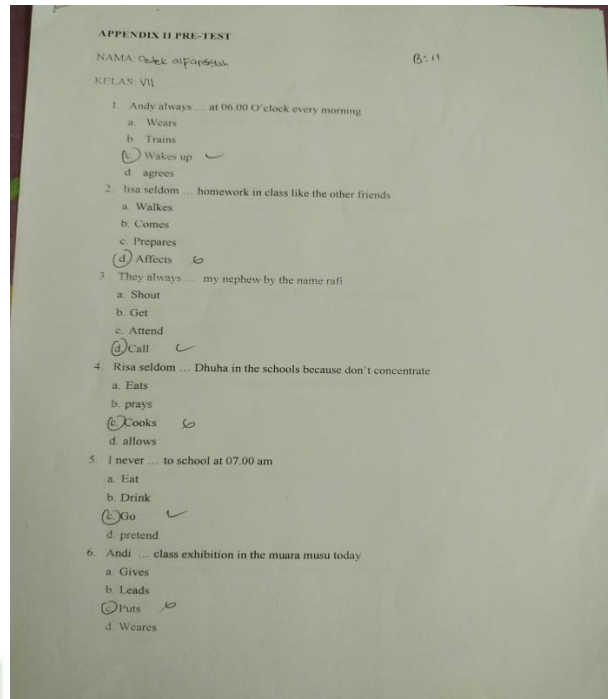 APPENDIX II PRE-TEST
NAMA: alfansyah B: 11
KELAS: VII
1. Andy always ... at 06.00 O'clock every morning
a. Wears
b. Trains
c. Wakes up
d. agrees
2. lisa seldom ... homework in class like the other friends
a. Walkes
b. Comes
c. Prepares
d. Affects
3. They always ... my nephew by the name rafi
a. Shout
b. Get
c. Attend
d. Call
4. Risa seldom ... Dhuha in the schools because don't concentrate
a. Eats
b. prays
c. Cooks
d. allows
5. I never ... to school at 07.00 am
a. Eat
b. Drink
c. Go
d. pretend
6. Andi ... class exhibition in the muara musu today
a. Gives
b. Leads
c. Puts
d. Weares